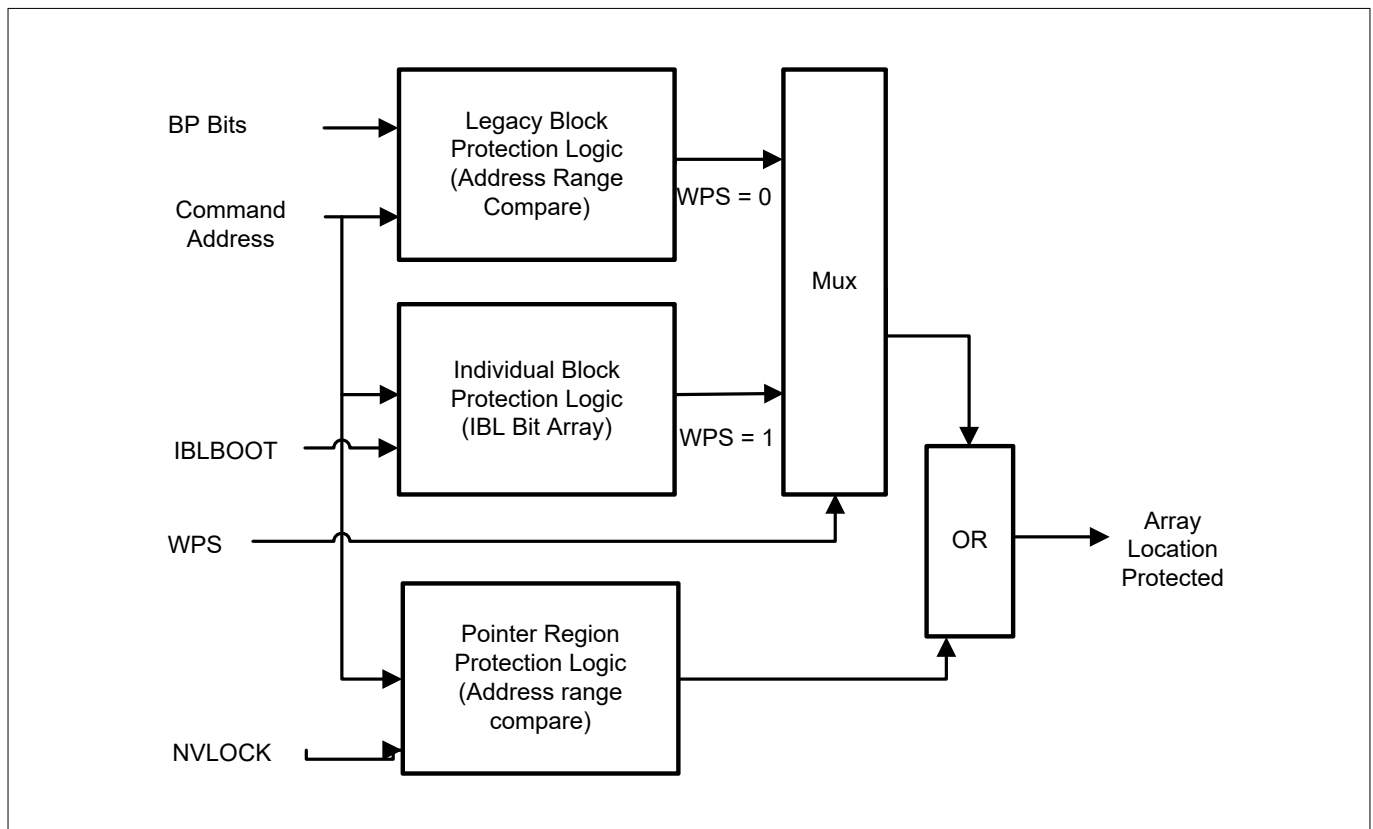 BP Bits
Legacy Block
Protection Logic
(Address Range
Compare)
WPS = 0
Command
Address
Mux
Individual Block
Protection Logic
(IBL Bit Array)
WPS = 1
IBLBOOT
WPS
OR
Array
Location
Protected
Pointer Region
Protection Logic
(Address range
compare)
NVLOCK